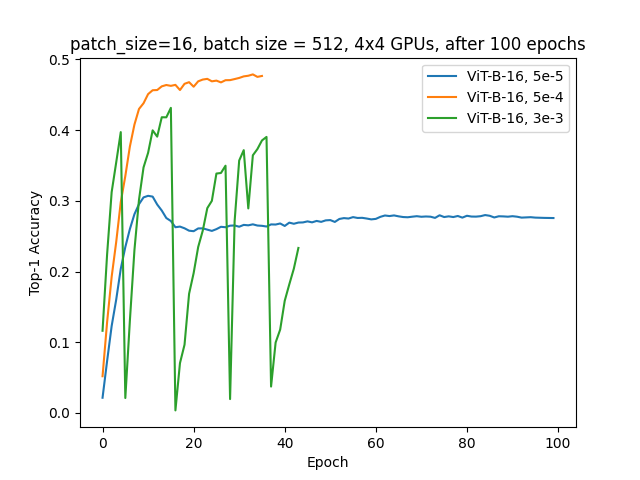 patch_size=16, batch size = 512, 4x4 GPUs, after 100 epochs
0.5
0.4
0.3
0.2
0.1
0.0
Top-1 Accuracy
ViT-B-16, 5e-5
ViT-B-16, 5e-4
ViT-B-16, 3e-3
0
20
40
60
80
100
Epoch